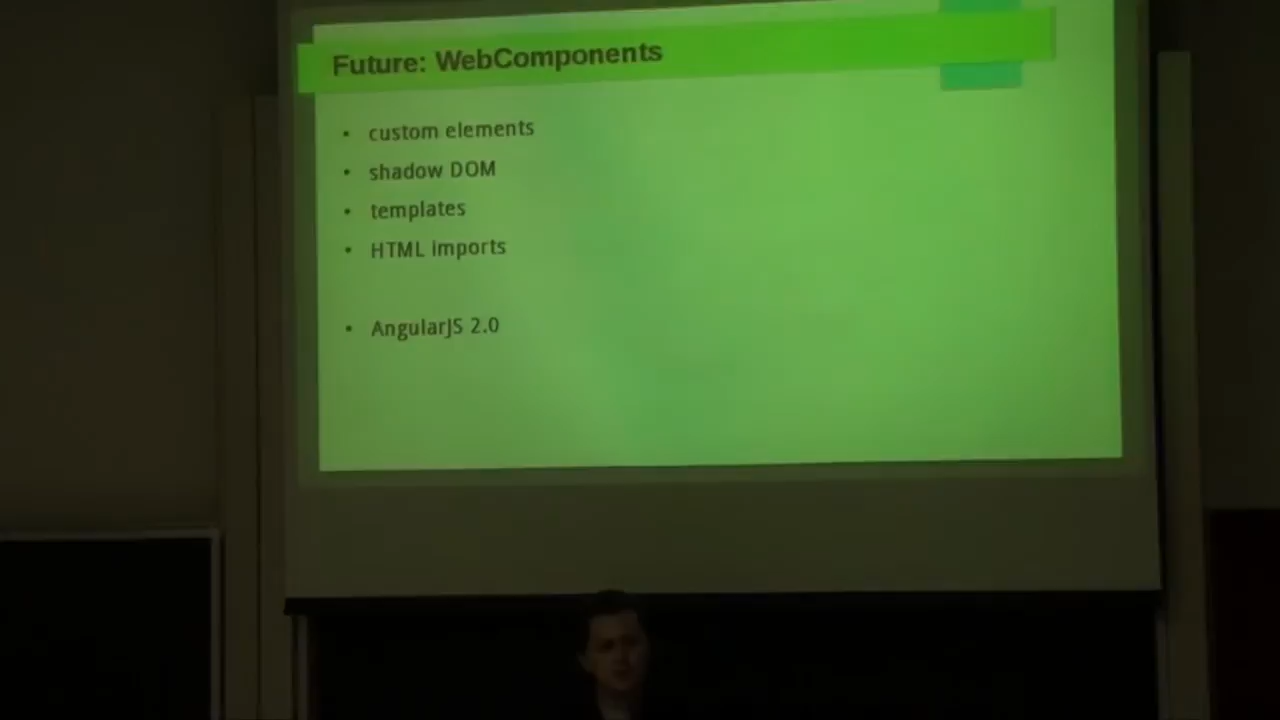 Future: WebComponents
• custom elements
• shadow DOM
• templates
• HTML imports
• AngularJS 2.0